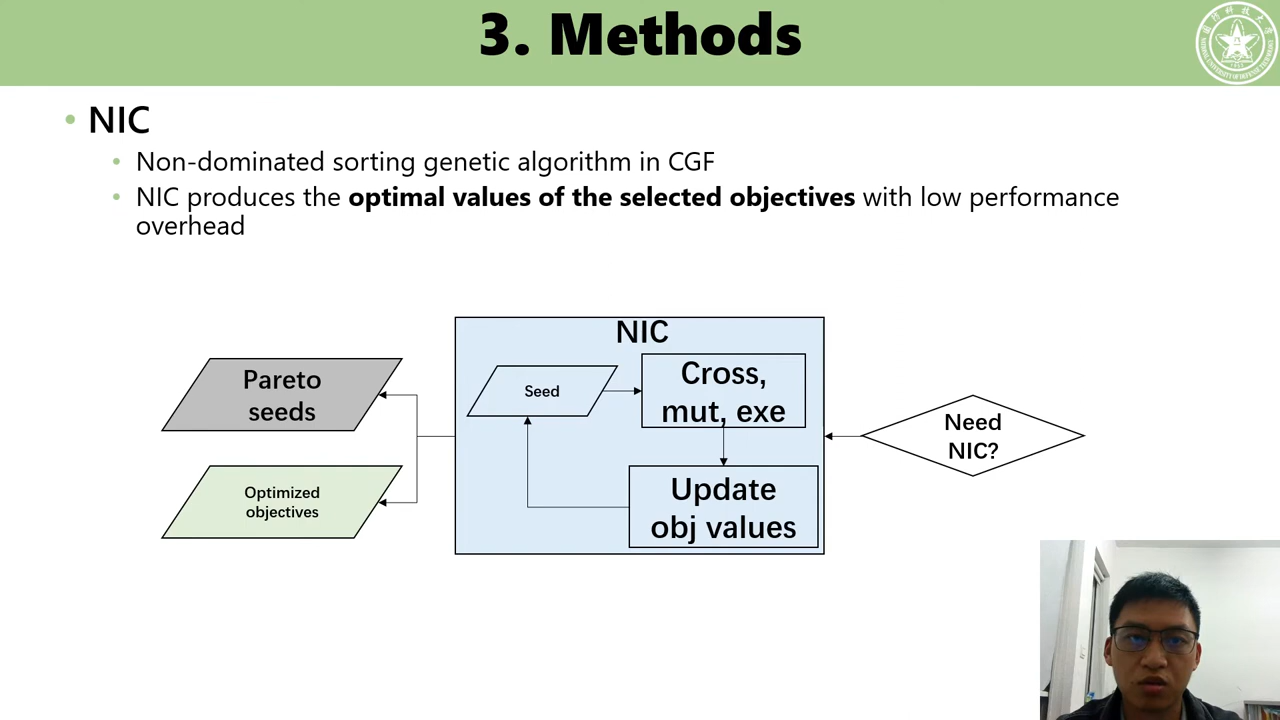 3. Methods
NIC
Non-dominated sorting genetic algorithm in CGF
NIC produces the optimal values of the selected objectives with low performance
overhead
NIC
Pareto
seeds
Seed
Cross,
mut, exe
Need
NIC?
Optimized
objectives
Update
obj values